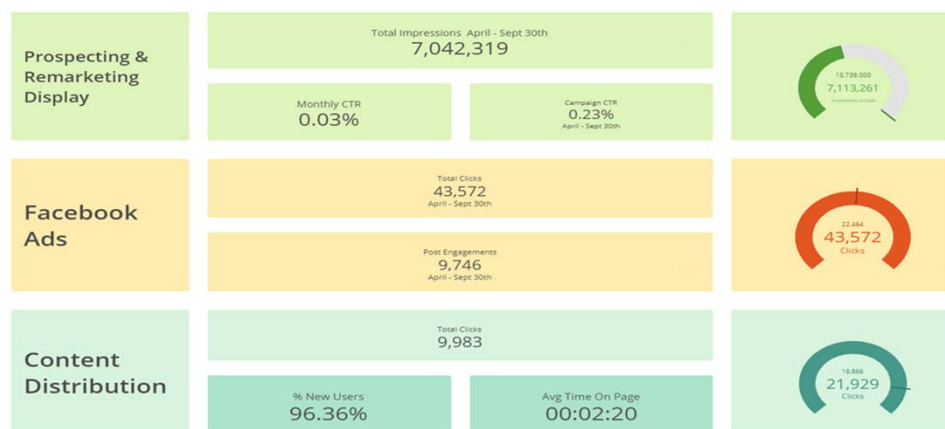 Prospecting &
Remarketing
Display
Total Impressions April - Sept 30th
7,042,319
Monthly CTR
0.03%
Campaign CTR
0.23%
April - Sept 30th
15,739,000
7,113,261
Facebook
Ads
Total Clicks
43,572
April - Sept 30th
Post Engagements
9,746
April - Sept 30th
22,464
43,572
Clicks
Content
Distribution
Total Clicks
9,983
% New Users
96.36%
Avg Time On Page
00:02:20
18,866
21,929
Clicks